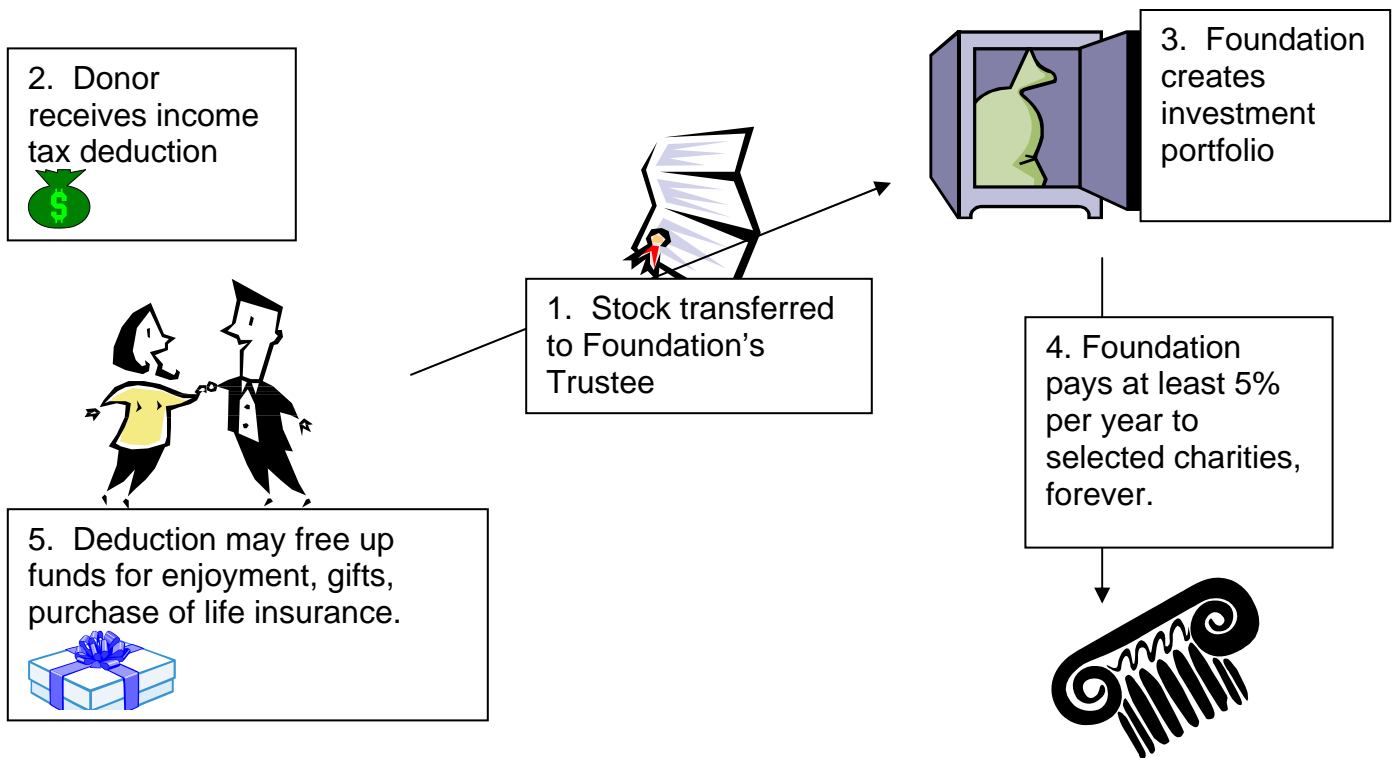 2. Donor
receives income
tax deduction
$
3. Foundation
creates
investment
portfolio
1. Stock transferred
to Foundation’s
Trustee
4. Foundation
pays at least 5%
per year to
selected charities,
forever.
5. Deduction may free up
funds for enjoyment, gifts,
purchase of life insurance.